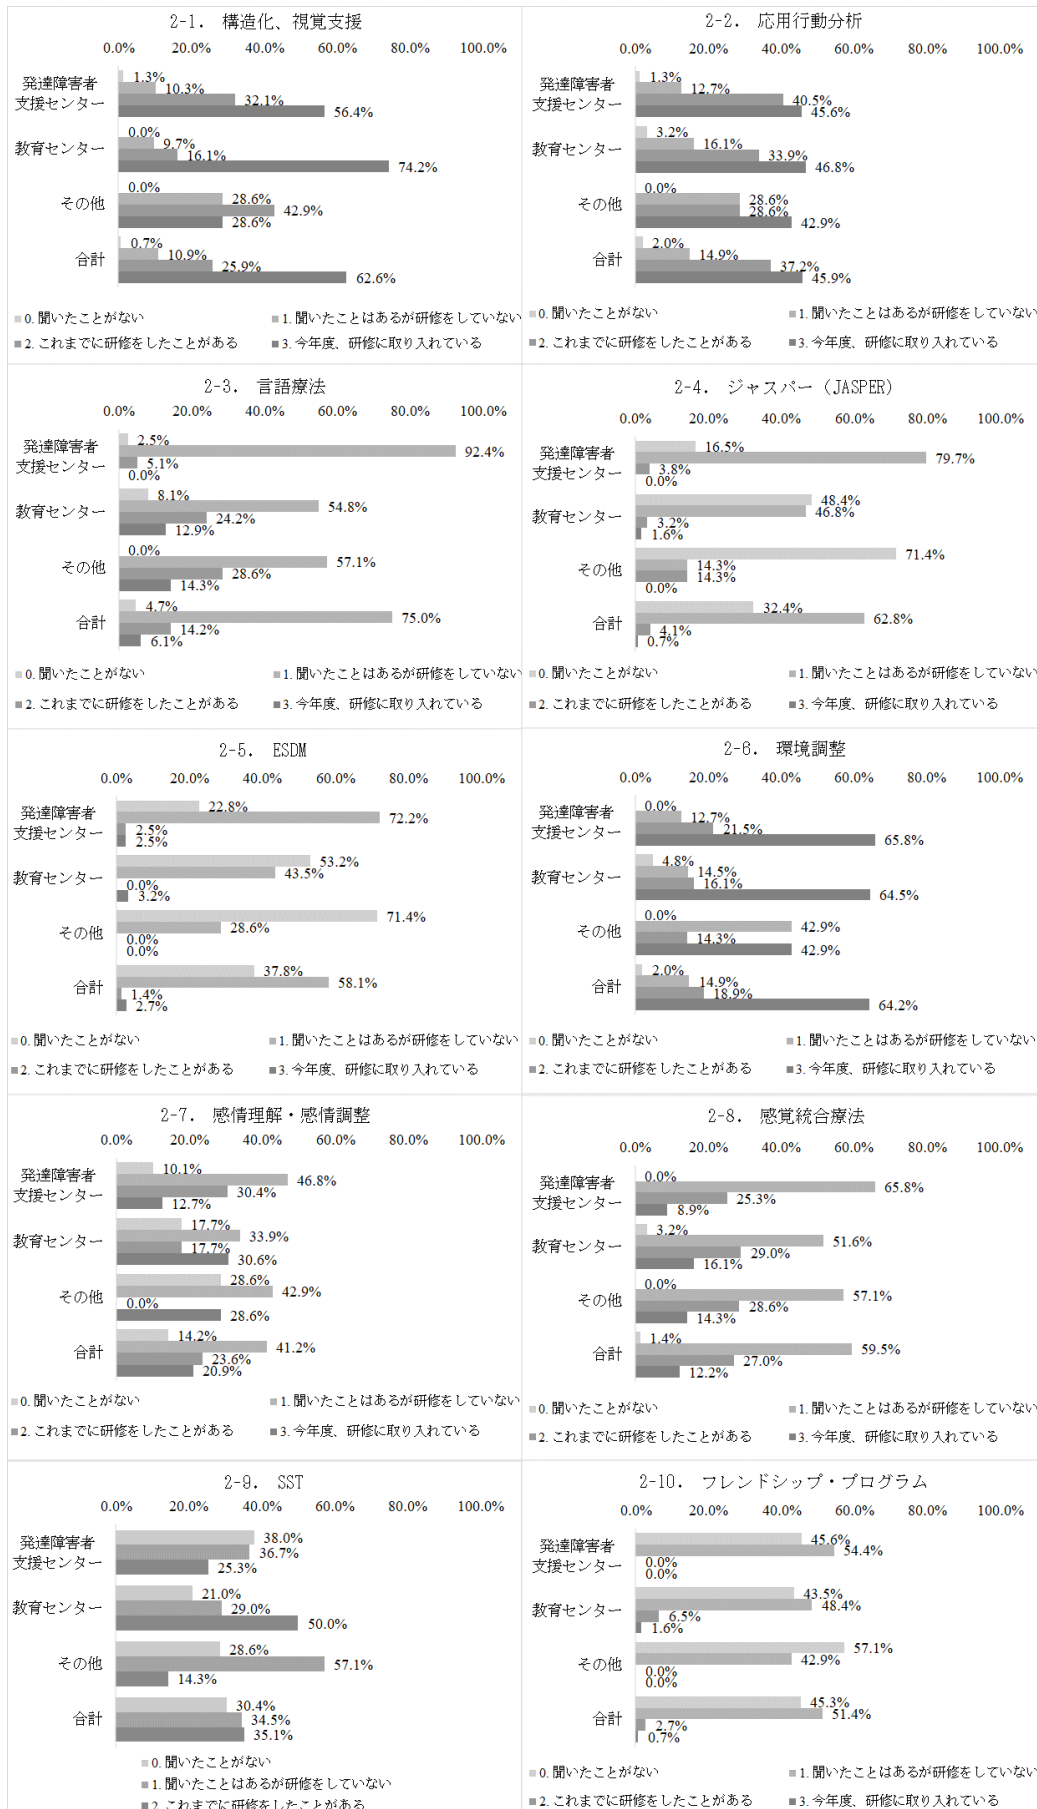 2-1. 構造化、視覚支援
0.0% 20.0% 40.0% 60.0% 80.0% 100.0%
発達障害者
支援センター
1.3%
10.3%
32.1%
56.4%
教育センター
0.0%
9.7%
16.1%
74.2%
その他
0.0%
28.6%
42.9%
28.6%
合計
0.7%
10.9%
25.9%
62.6%
0. 聞いたことがない
1. 聞いたことはあるが研修をしていない
2. これまでに研修をしたことがある
3. 今年度、研修に取り入れている
2-2. 応用行動分析
0.0% 20.0% 40.0% 60.0% 80.0% 100.0%
発達障害者
支援センター
1.3%
12.7%
40.5%
45.6%
教育センター
3.2%
16.1%
33.9%
46.8%
その他
0.0%
28.6%
28.6%
42.9%
合計
2.0%
14.9%
37.2%
45.9%
0. 聞いたことがない
1. 聞いたことはあるが研修をしていない
2. これまでに研修をしたことがある
3. 今年度、研修に取り入れている
2-3. 言語療法
0.0% 20.0% 40.0% 60.0% 80.0% 100.0%
発達障害者
支援センター
2.5%
92.4%
5.1%
0.0%
教育センター
8.1%
54.8%
24.2%
12.9%
その他
0.0%
57.1%
28.6%
14.3%
合計
4.7%
75.0%
14.2%
6.1%
0. 聞いたことがない
1. 聞いたことはあるが研修をしていない
2. これまでに研修をしたことがある
3. 今年度、研修に取り入れている
2-4. ジャスパー（JASPER）
0.0% 20.0% 40.0% 60.0% 80.0% 100.0%
発達障害者
支援センター
16.5%
79.7%
3.8%
0.0%
教育センター
48.4%
46.8%
3.2%
1.6%
その他
71.4%
14.3%
14.3%
0.0%
合計
32.4%
62.8%
4.1%
0.7%
0. 聞いたことがない
1. 聞いたことはあるが研修をしていない
2. これまでに研修をしたことがある
3. 今年度、研修に取り入れている
2-5. ESDM
0.0% 20.0% 40.0% 60.0% 80.0% 100.0%
発達障害者
支援センター
22.8%
72.2%
2.5%
2.5%
教育センター
53.2%
43.5%
0.0%
3.2%
その他
71.4%
28.6%
0.0%
0.0%
合計
37.8%
58.1%
1.4%
2.7%
0. 聞いたことがない
1. 聞いたことはあるが研修をしていない
2. これまでに研修をしたことがある
3. 今年度、研修に取り入れている
2-6. 環境調整
0.0% 20.0% 40.0% 60.0% 80.0% 100.0%
発達障害者
支援センター
0.0%
12.7%
21.5%
65.8%
教育センター
4.8%
14.5%
16.1%
64.5%
その他
0.0%
42.9%
14.3%
42.9%
合計
2.0%
14.9%
18.9%
64.2%
0. 聞いたことがない
1. 聞いたことはあるが研修をしていない
2. これまでに研修をしたことがある
3. 今年度、研修に取り入れている
2-7. 感情理解・感情調整
0.0% 20.0% 40.0% 60.0% 80.0% 100.0%
発達障害者
支援センター
10.1%
46.8%
30.4%
12.7%
教育センター
17.7%
33.9%
17.7%
30.6%
その他
28.6%
42.9%
0.0%
28.6%
合計
14.2%
41.2%
23.6%
20.9%
0. 聞いたことがない
1. 聞いたことはあるが研修をしていない
2. これまでに研修をしたことがある
3. 今年度、研修に取り入れている
2-8. 感覚統合療法
0.0% 20.0% 40.0% 60.0% 80.0% 100.0%
発達障害者
支援センター
0.0%
65.8%
25.3%
8.9%
教育センター
3.2%
51.6%
29.0%
16.1%
その他
0.0%
57.1%
28.6%
14.3%
合計
1.4%
59.5%
27.0%
12.2%
0. 聞いたことがない
1. 聞いたことはあるが研修をしていない
2. これまでに研修をしたことがある
3. 今年度、研修に取り入れている
2-9. SST
0.0% 20.0% 40.0% 60.0% 80.0% 100.0%
発達障害者
支援センター
38.0%
36.7%
25.3%
教育センター
21.0%
29.0%
50.0%
その他
28.6%
57.1%
14.3%
合計
30.4%
34.5%
35.1%
0. 聞いたことがない
1. 聞いたことはあるが研修をしていない
2. これまでに研修をしたことがある
2-10. フレンドシップ・プログラム
0.0% 20.0% 40.0% 60.0% 80.0% 100.0%
発達障害者
支援センター
45.6%
54.4%
0.0%
0.0%
教育センター
43.5%
48.4%
6.5%
1.6%
その他
57.1%
42.9%
0.0%
0.0%
合計
45.3%
51.4%
2.7%
0.7%
0. 聞いたことがない
1. 聞いたことはあるが研修をしていない
2. これまでに研修をしたことがある
3. 今年度、研修に取り入れている